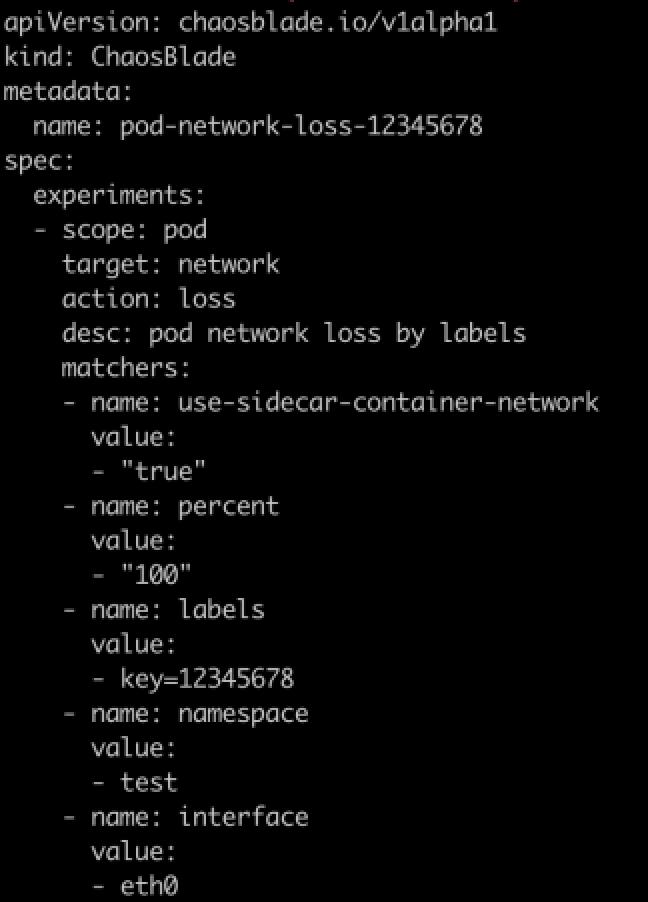 apiVersion: chaosblade.io/v1alpha1
kind: ChaosBlade
metadata:
  name: pod-network-loss-12345678
spec:
  experiments:
  - scope: pod
    target: network
    action: loss
    desc: pod network loss by labels
    matchers:
    - name: use-sidecar-container-network
      value:
      - "true"
    - name: percent
      value:
      - "100"
    - name: labels
      value:
      - key=12345678
    - name: namespace
      value:
      - test
    - name: interface
      value:
      - eth0